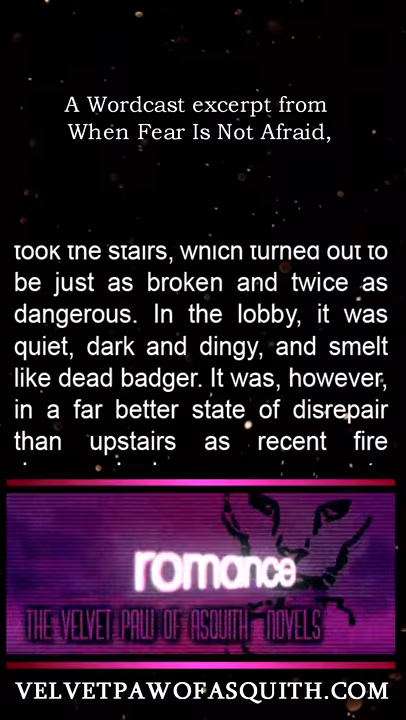 A Wordcast excerpt from
When Fear Is Not Afraid,
took the stairs, which turned out to
be just as broken and twice as
dangerous. In the lobby, it was
quiet, dark and dingy, and smelt
like dead badger. It was, however,
in a far better state of disrepair
than upstairs as recent fire
romance
THE VELVET PAW OF ASQUITH NOVELS
VELVETPAWOFASQUITH.COM